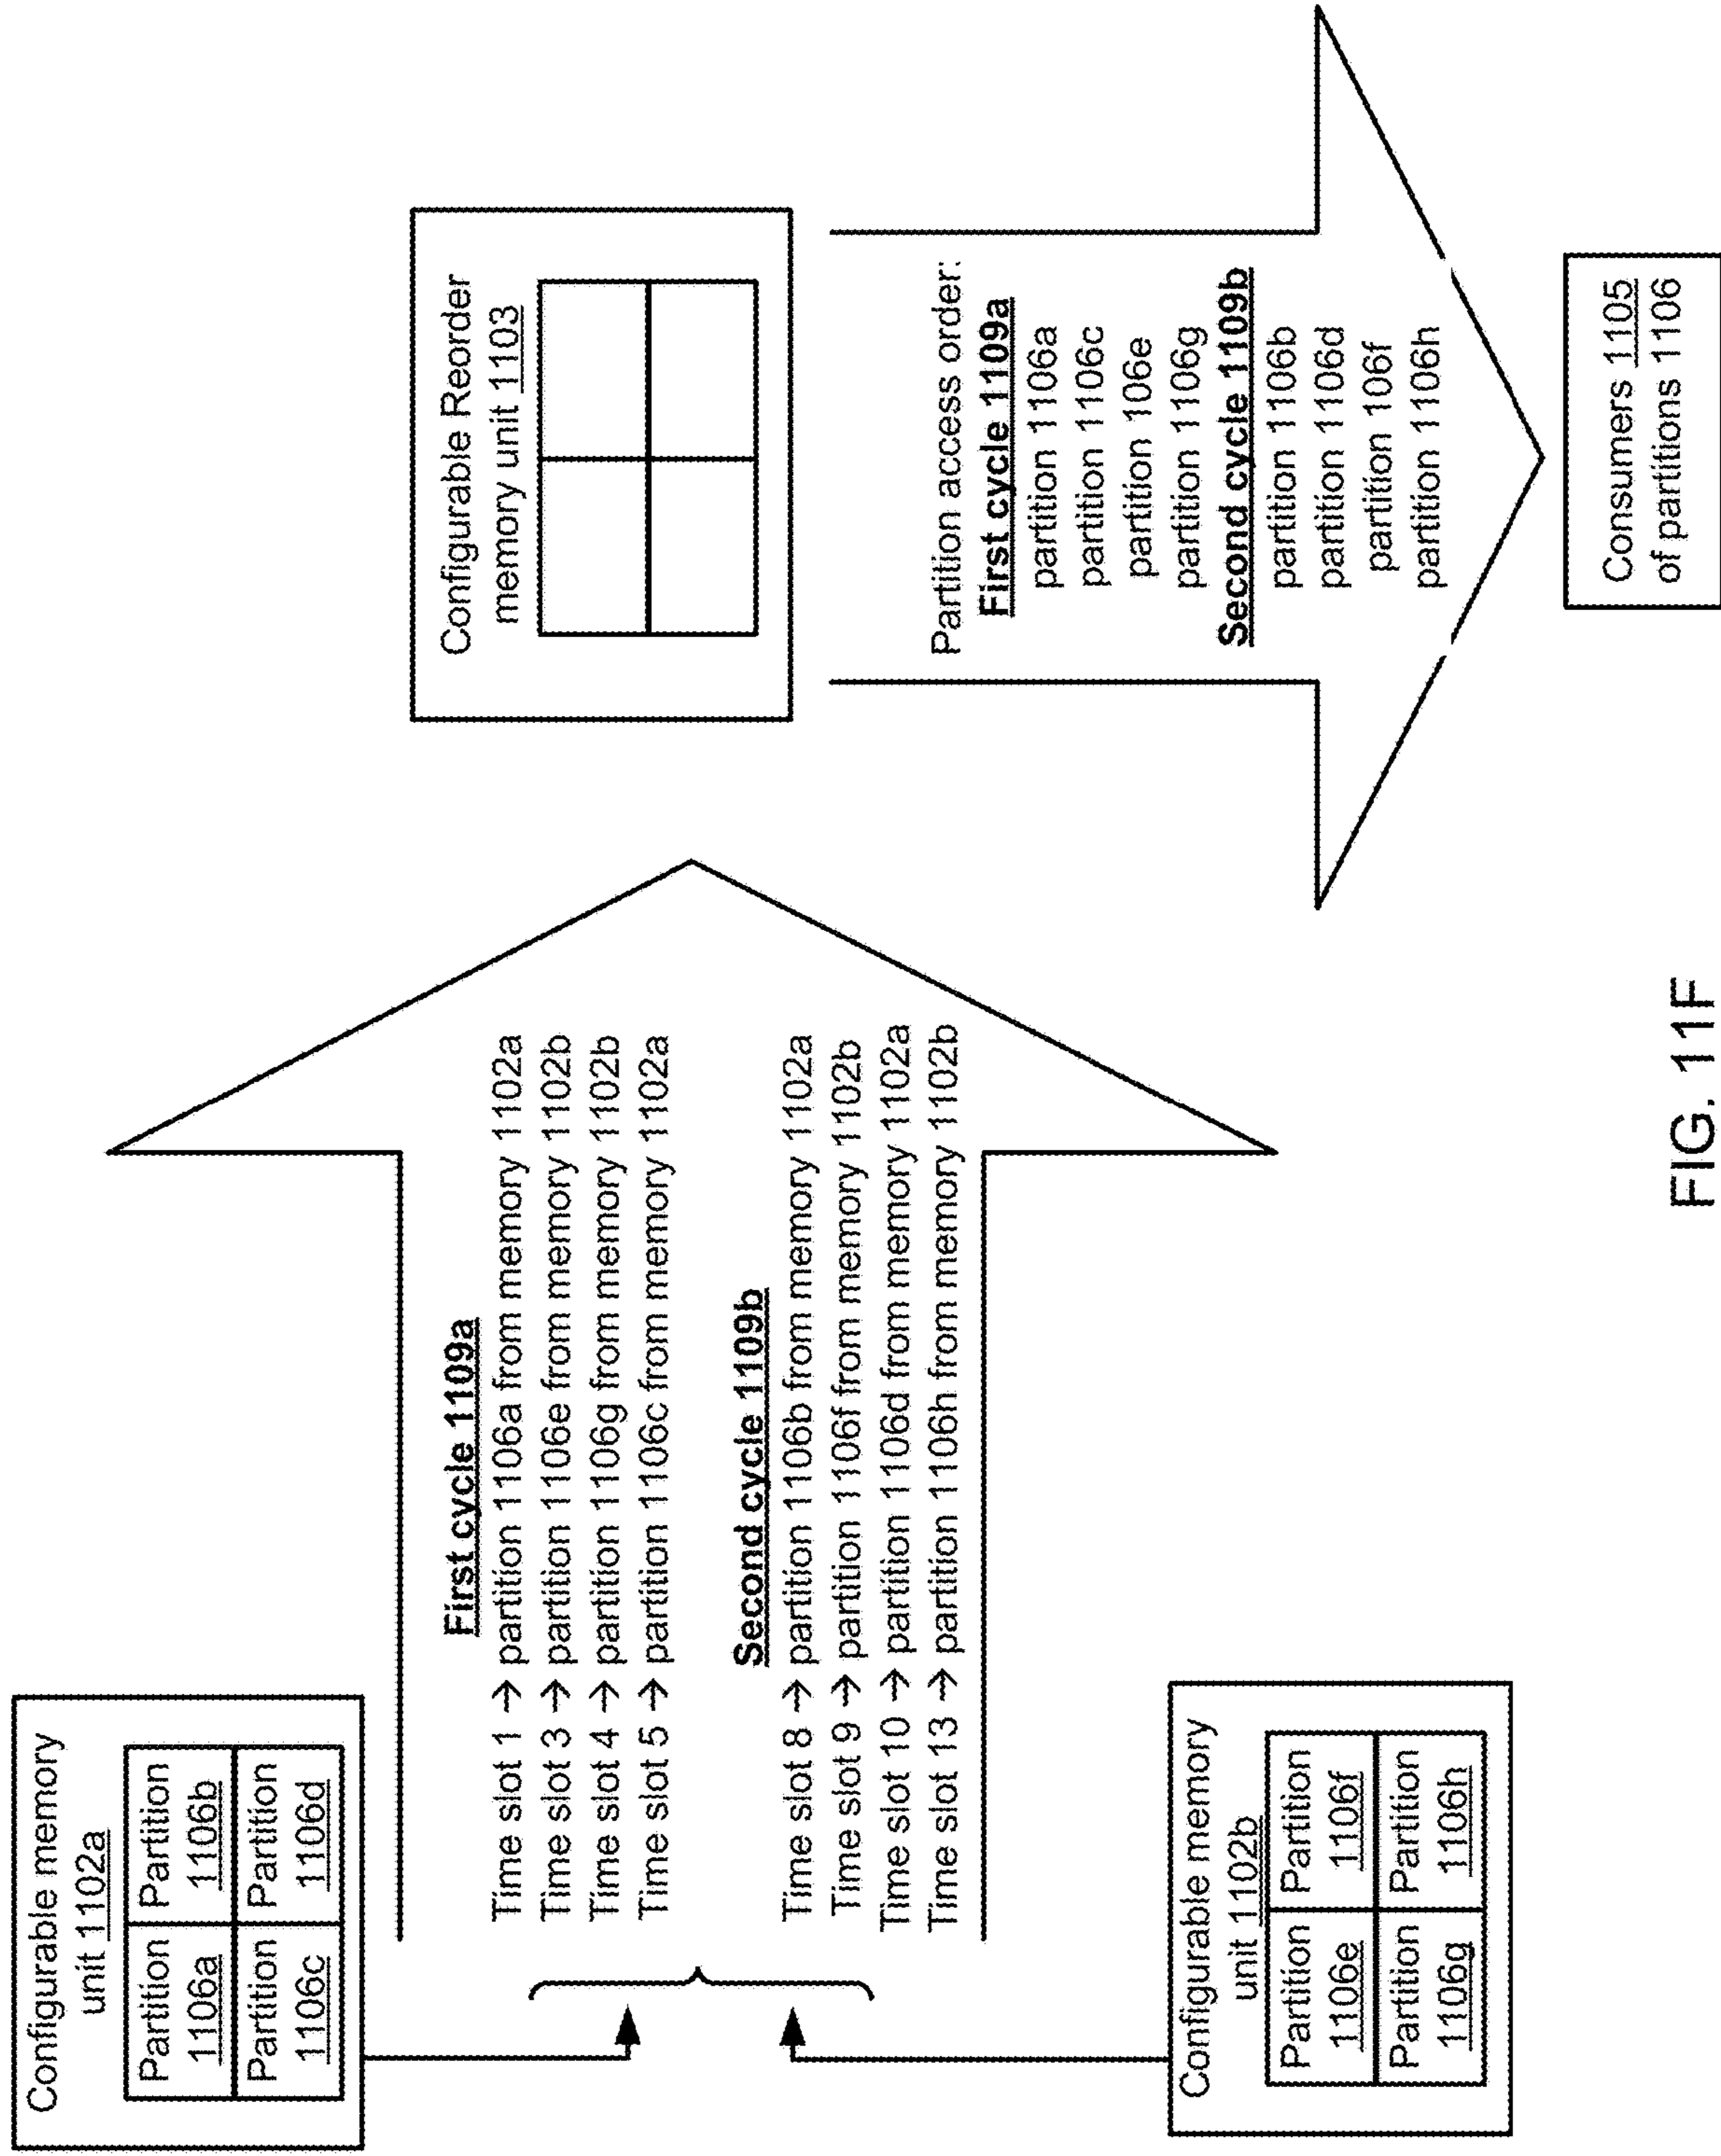 Configurable memory
unit 1102a
Partition Partition
1106a 1106b
Partition Partition
1106c 1106d
First cycle 1109a
Time slot 1 → partition 1106a from memory 1102a
Time slot 3 → partition 1106e from memory 1102b
Time slot 4 → partition 1106g from memory 1102b
Time slot 5 → partition 1106c from memory 1102a
Second cycle 1109b
Time slot 8 → partition 1106b from memory 1102a
Time slot 9 → partition 1106f from memory 1102b
Time slot 10 → partition 1106d from memory 1102a
Time slot 13 → partition 1106h from memory 1102b
Configurable memory
unit 1102b
Partition Partition
1106e 1106f
Partition Partition
1106g 1106h
Configurable Reorder
memory unit 1103
Partition access order:
First cycle 1109a
partition 1106a
partition 1106c
partition 106e
partition 1106g
Second cycle 1109b
partition 1106b
partition 1106d
partition 106f
partition 1106h
Consumers 1105
of partitions 1106
FIG. 11F